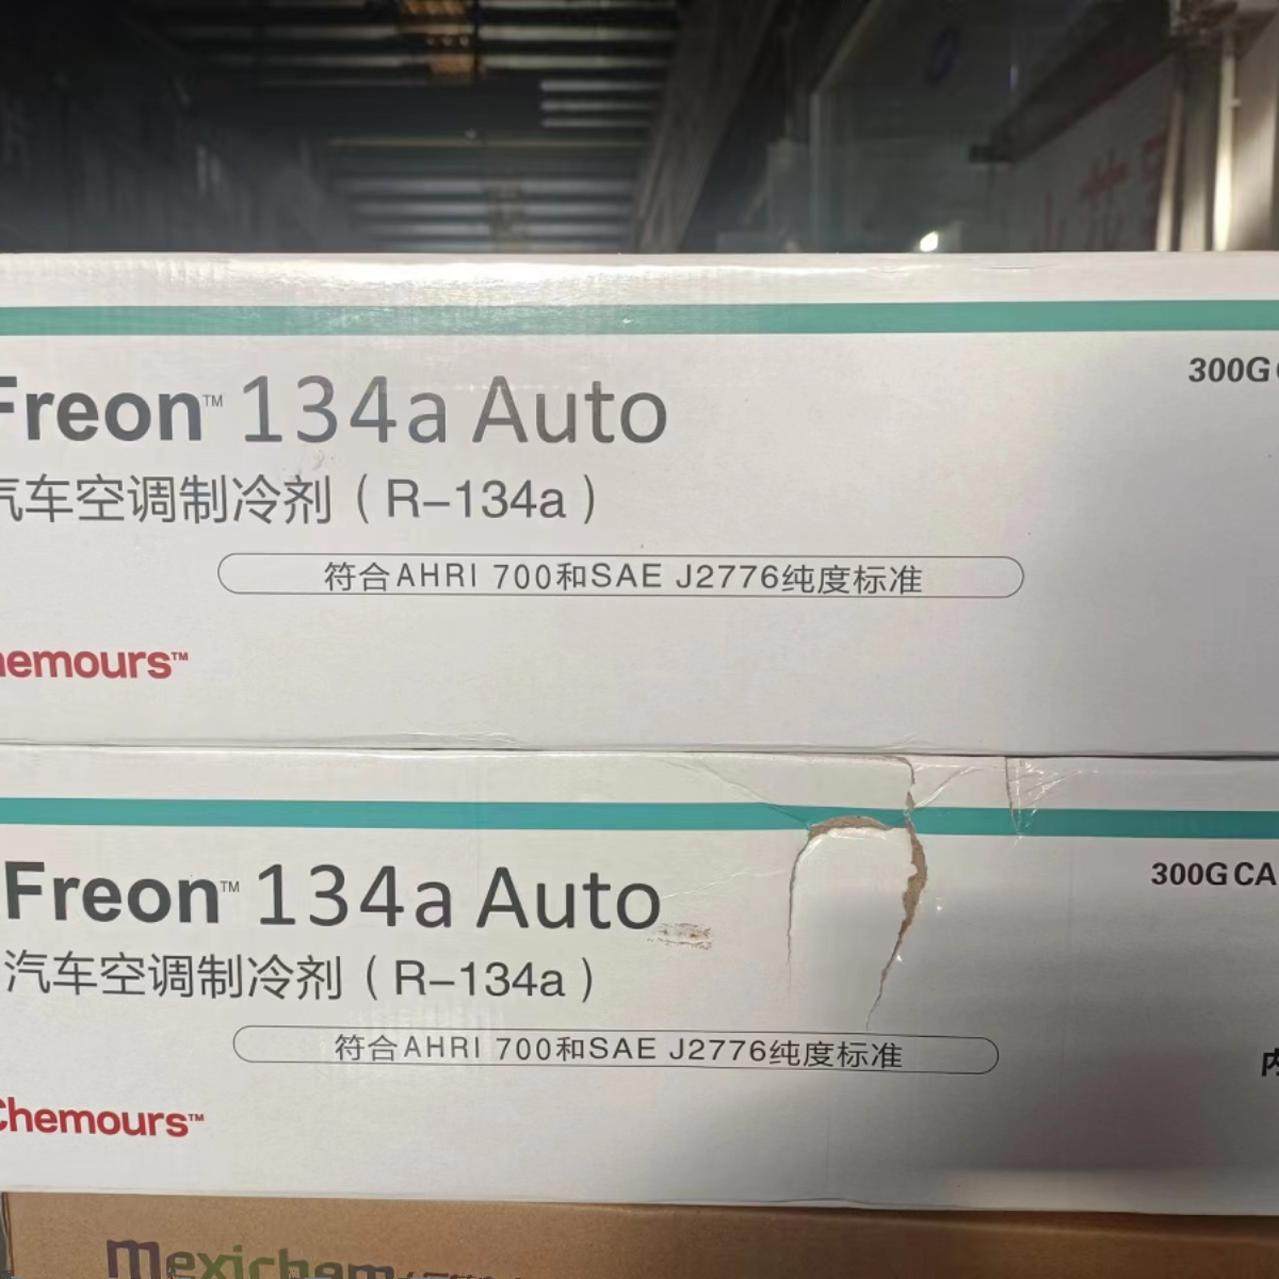 300G
Freon™ 134a Auto
汽车空调制冷剂（R-134a）
符合AHRI 700和SAE J2776纯度标准
hemours™
Freon™ 134a Auto
300G CA
汽车空调制冷剂（R-134a）
符合AHRI 700和SAE J2776纯度标准
内
Chemours™
Mexichem